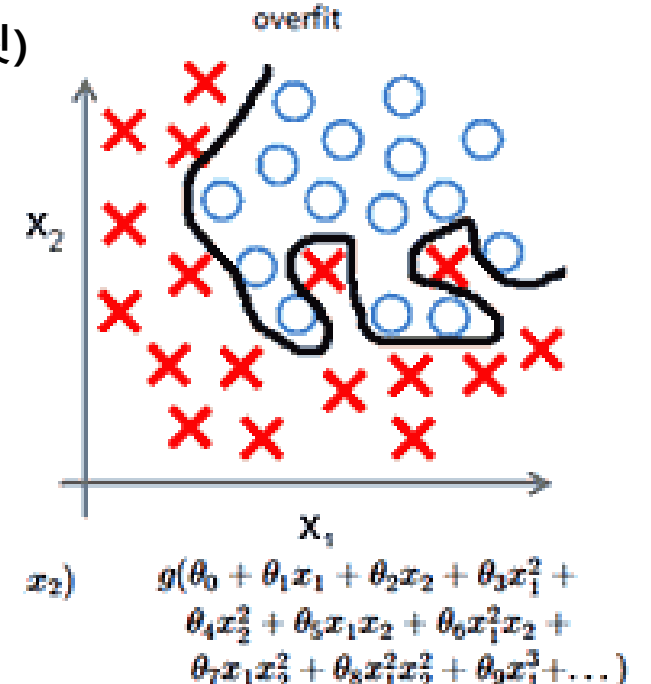 overfit
)
x₂
x₁
x₂)
g(θ₀ + θ₁x₁ + θ₂x₂ + θ₃x₁² +
θ₄x₂² + θ₅x₁x₂ + θ₆x₁²x₂ +
θ₇x₁x₂² + θ₈x₁²x₂² + θ₉x₁³+...)